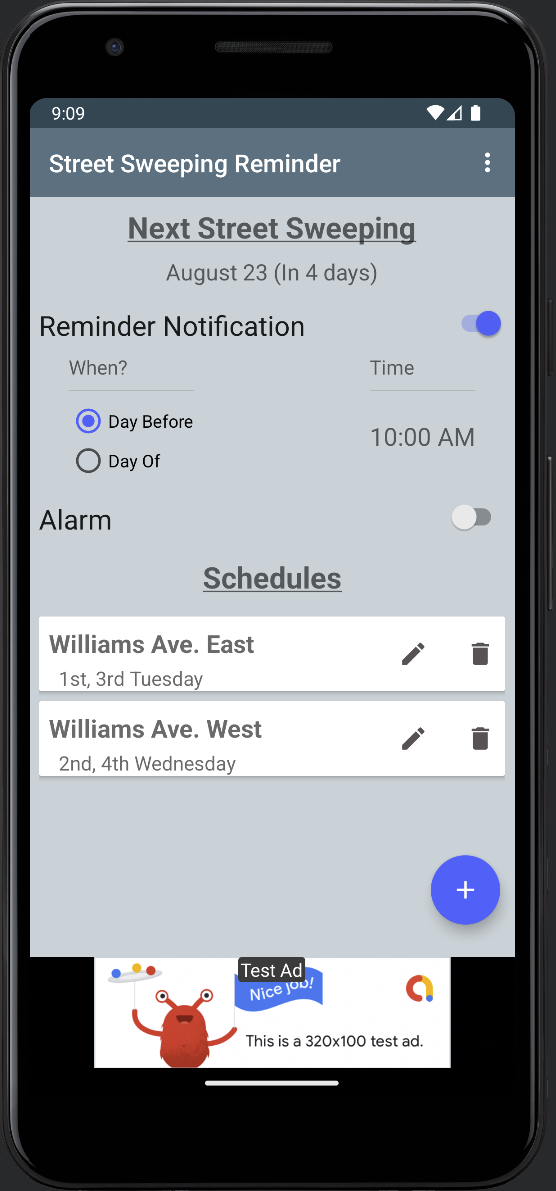 9:09
Street Sweeping Reminder
Next Street Sweeping
August 23 (In 4 days)
Reminder Notification
When?
Time
Day Before
10:00 AM
Day Of
Alarm
Schedules
Williams Ave. East
1st, 3rd Tuesday
Williams Ave. West
2nd, 4th Wednesday
+
Test Ad
Nice job!
This is a 320x100 test ad.